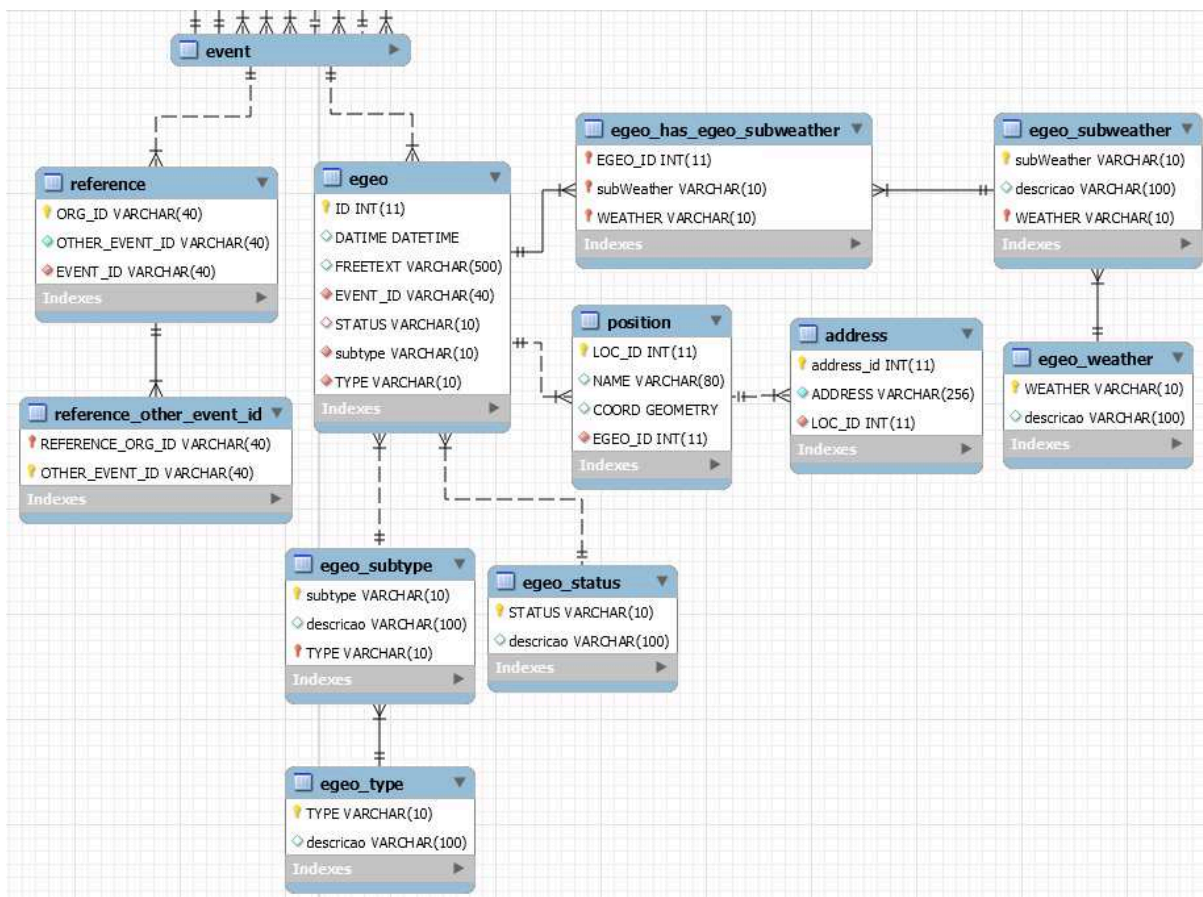 event
reference
ORG_ID VARCHAR(40)
OTHER_EVENT_ID VARCHAR(40)
EVENT_ID VARCHAR(40)
Indexes
reference_other_event_id
REFERENCE_ORG_ID VARCHAR(40)
OTHER_EVENT_ID VARCHAR(40)
Indexes
egeo
ID INT(11)
DATIME DATETIME
FREETEXT VARCHAR(500)
EVENT_ID VARCHAR(40)
STATUS VARCHAR(10)
subtype VARCHAR(10)
TYPE VARCHAR(10)
Indexes
egeo_has_egeo_subweather
EGEO_ID INT(11)
subWeather VARCHAR(10)
WEATHER VARCHAR(10)
Indexes
egeo_subweather
subWeather VARCHAR(10)
descricao VARCHAR(100)
WEATHER VARCHAR(10)
Indexes
position
LOC_ID INT(11)
NAME VARCHAR(80)
COORD GEOMETRY
EGEO_ID INT(11)
Indexes
address
address_id INT(11)
ADDRESS VARCHAR(256)
LOC_ID INT(11)
Indexes
egeo_weather
WEATHER VARCHAR(10)
descricao VARCHAR(100)
Indexes
egeo_subtype
subtype VARCHAR(10)
descricao VARCHAR(100)
TYPE VARCHAR(10)
Indexes
egeo_status
STATUS VARCHAR(10)
descricao VARCHAR(100)
Indexes
egeo_type
TYPE VARCHAR(10)
descricao VARCHAR(100)
Indexes